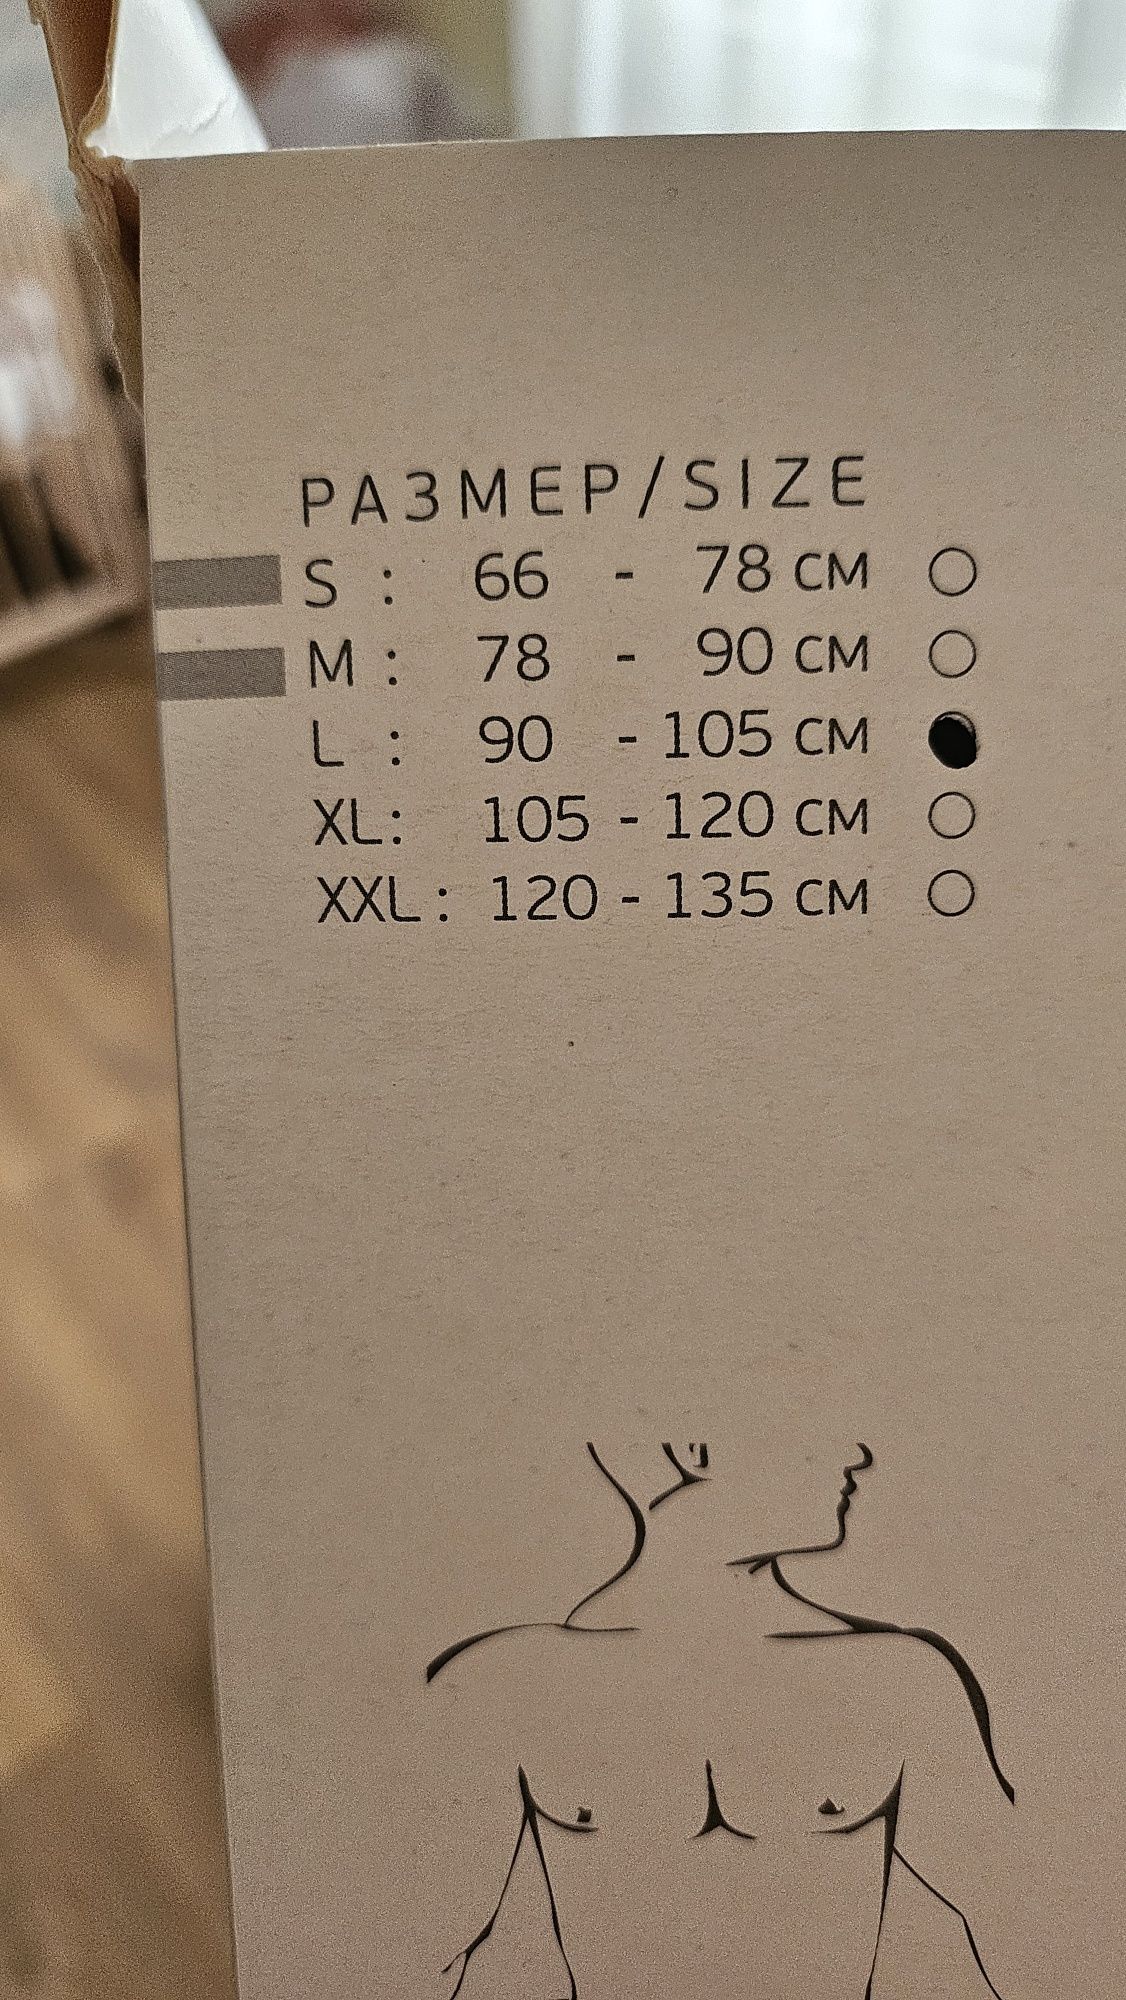 РАЗМЕР/SIZE
S : 66 - 78 см
M : 78 - 90 см
L : 90 - 105 см
XL: 105 - 120 см
XXL: 120 - 135 см